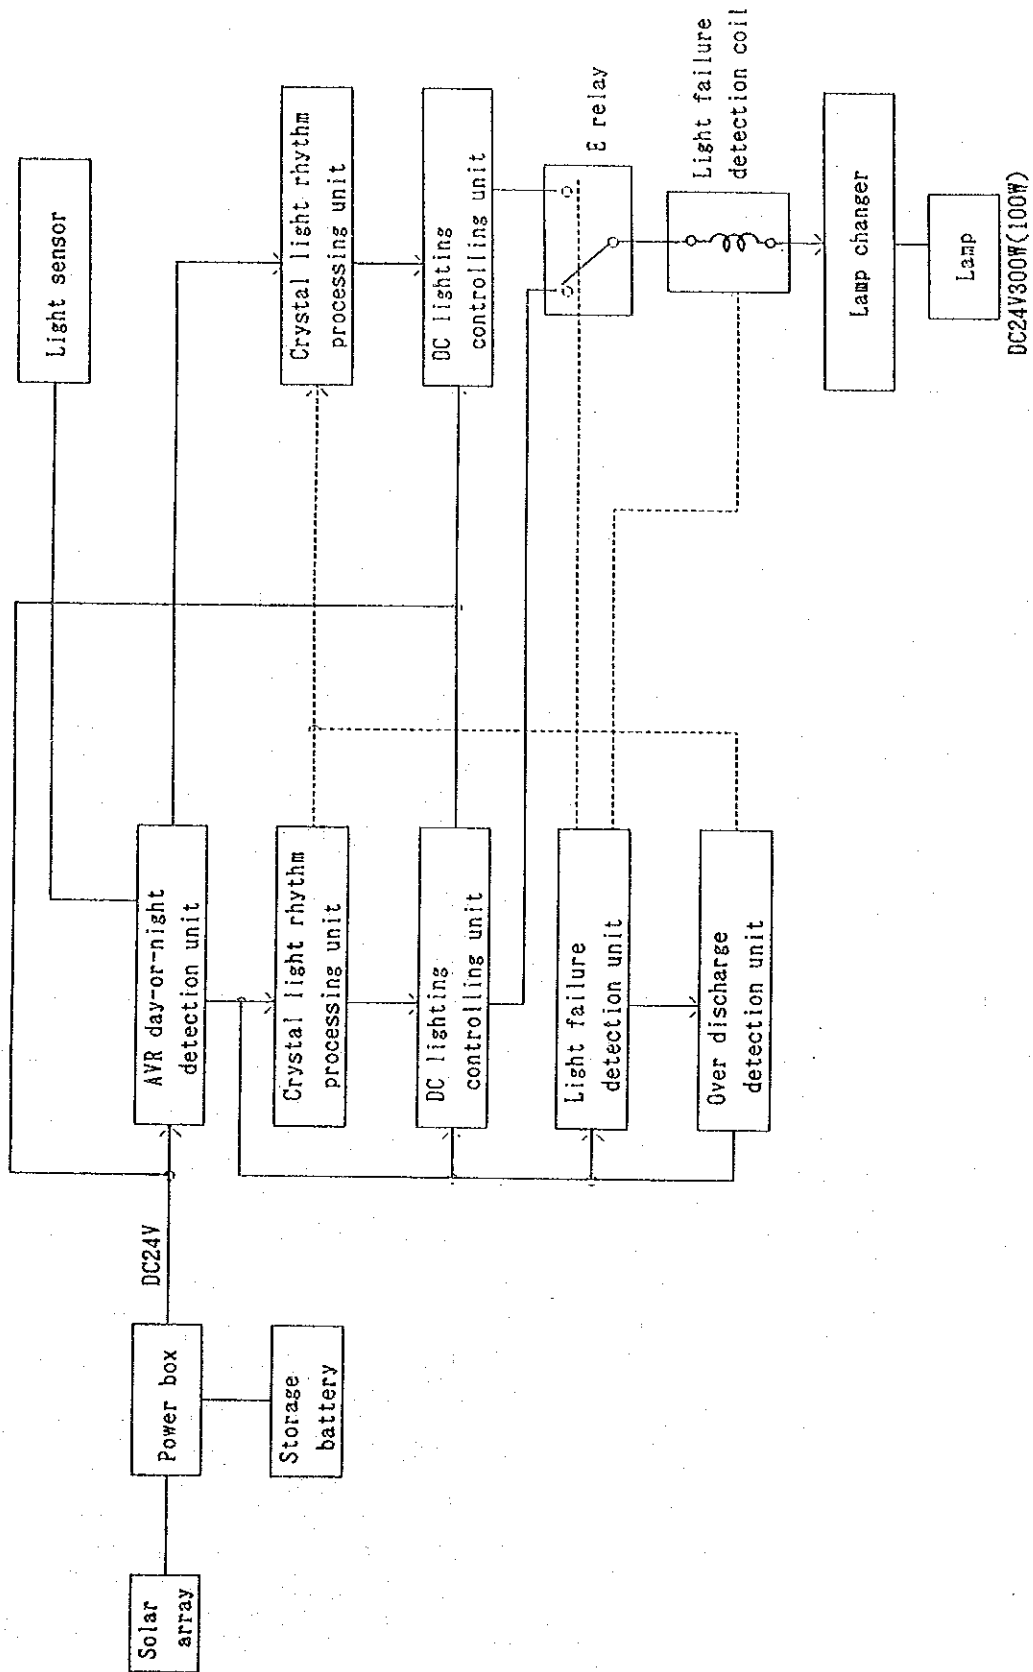 Solar
array
Power box
Storage
battery
DC24V
AVR day-or-night
detection unit
Light sensor
Crystal light rhythm
processing unit
Crystal light rhythm
processing unit
DC lighting
controlling unit
DC lighting
controlling unit
Light failure
detection unit
Over discharge
detection unit
E relay
Light failure
detection coil
Lamp changer
Lamp
DC24V300W(100W)